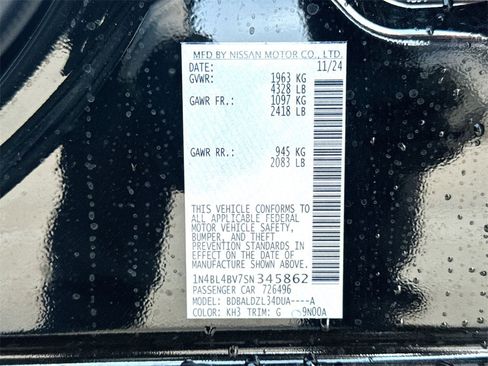 MFD BY NISSAN MOTOR CO., LTD.
DATE: 11/24
GVWR: 1963 KG
4328 LB
GAWR FR.: 1097 KG
2418 LB
GAWR RR.: 945 KG
2083 LB
THIS VEHICLE CONFORMS TO
ALL APPLICABLE FEDERAL
MOTOR VEHICLE SAFETY,
BUMPER, AND THEFT
PREVENTION STANDARDS IN
EFFECT ON THE DATE OF
MANUFACTURE SHOWN ABOVE.
1N4BL4BV7SN345862
PASSENGER CAR 726496
MODEL: BDBALDZL34DUA----A
COLOR: KH3 TRIM: G 9N00A